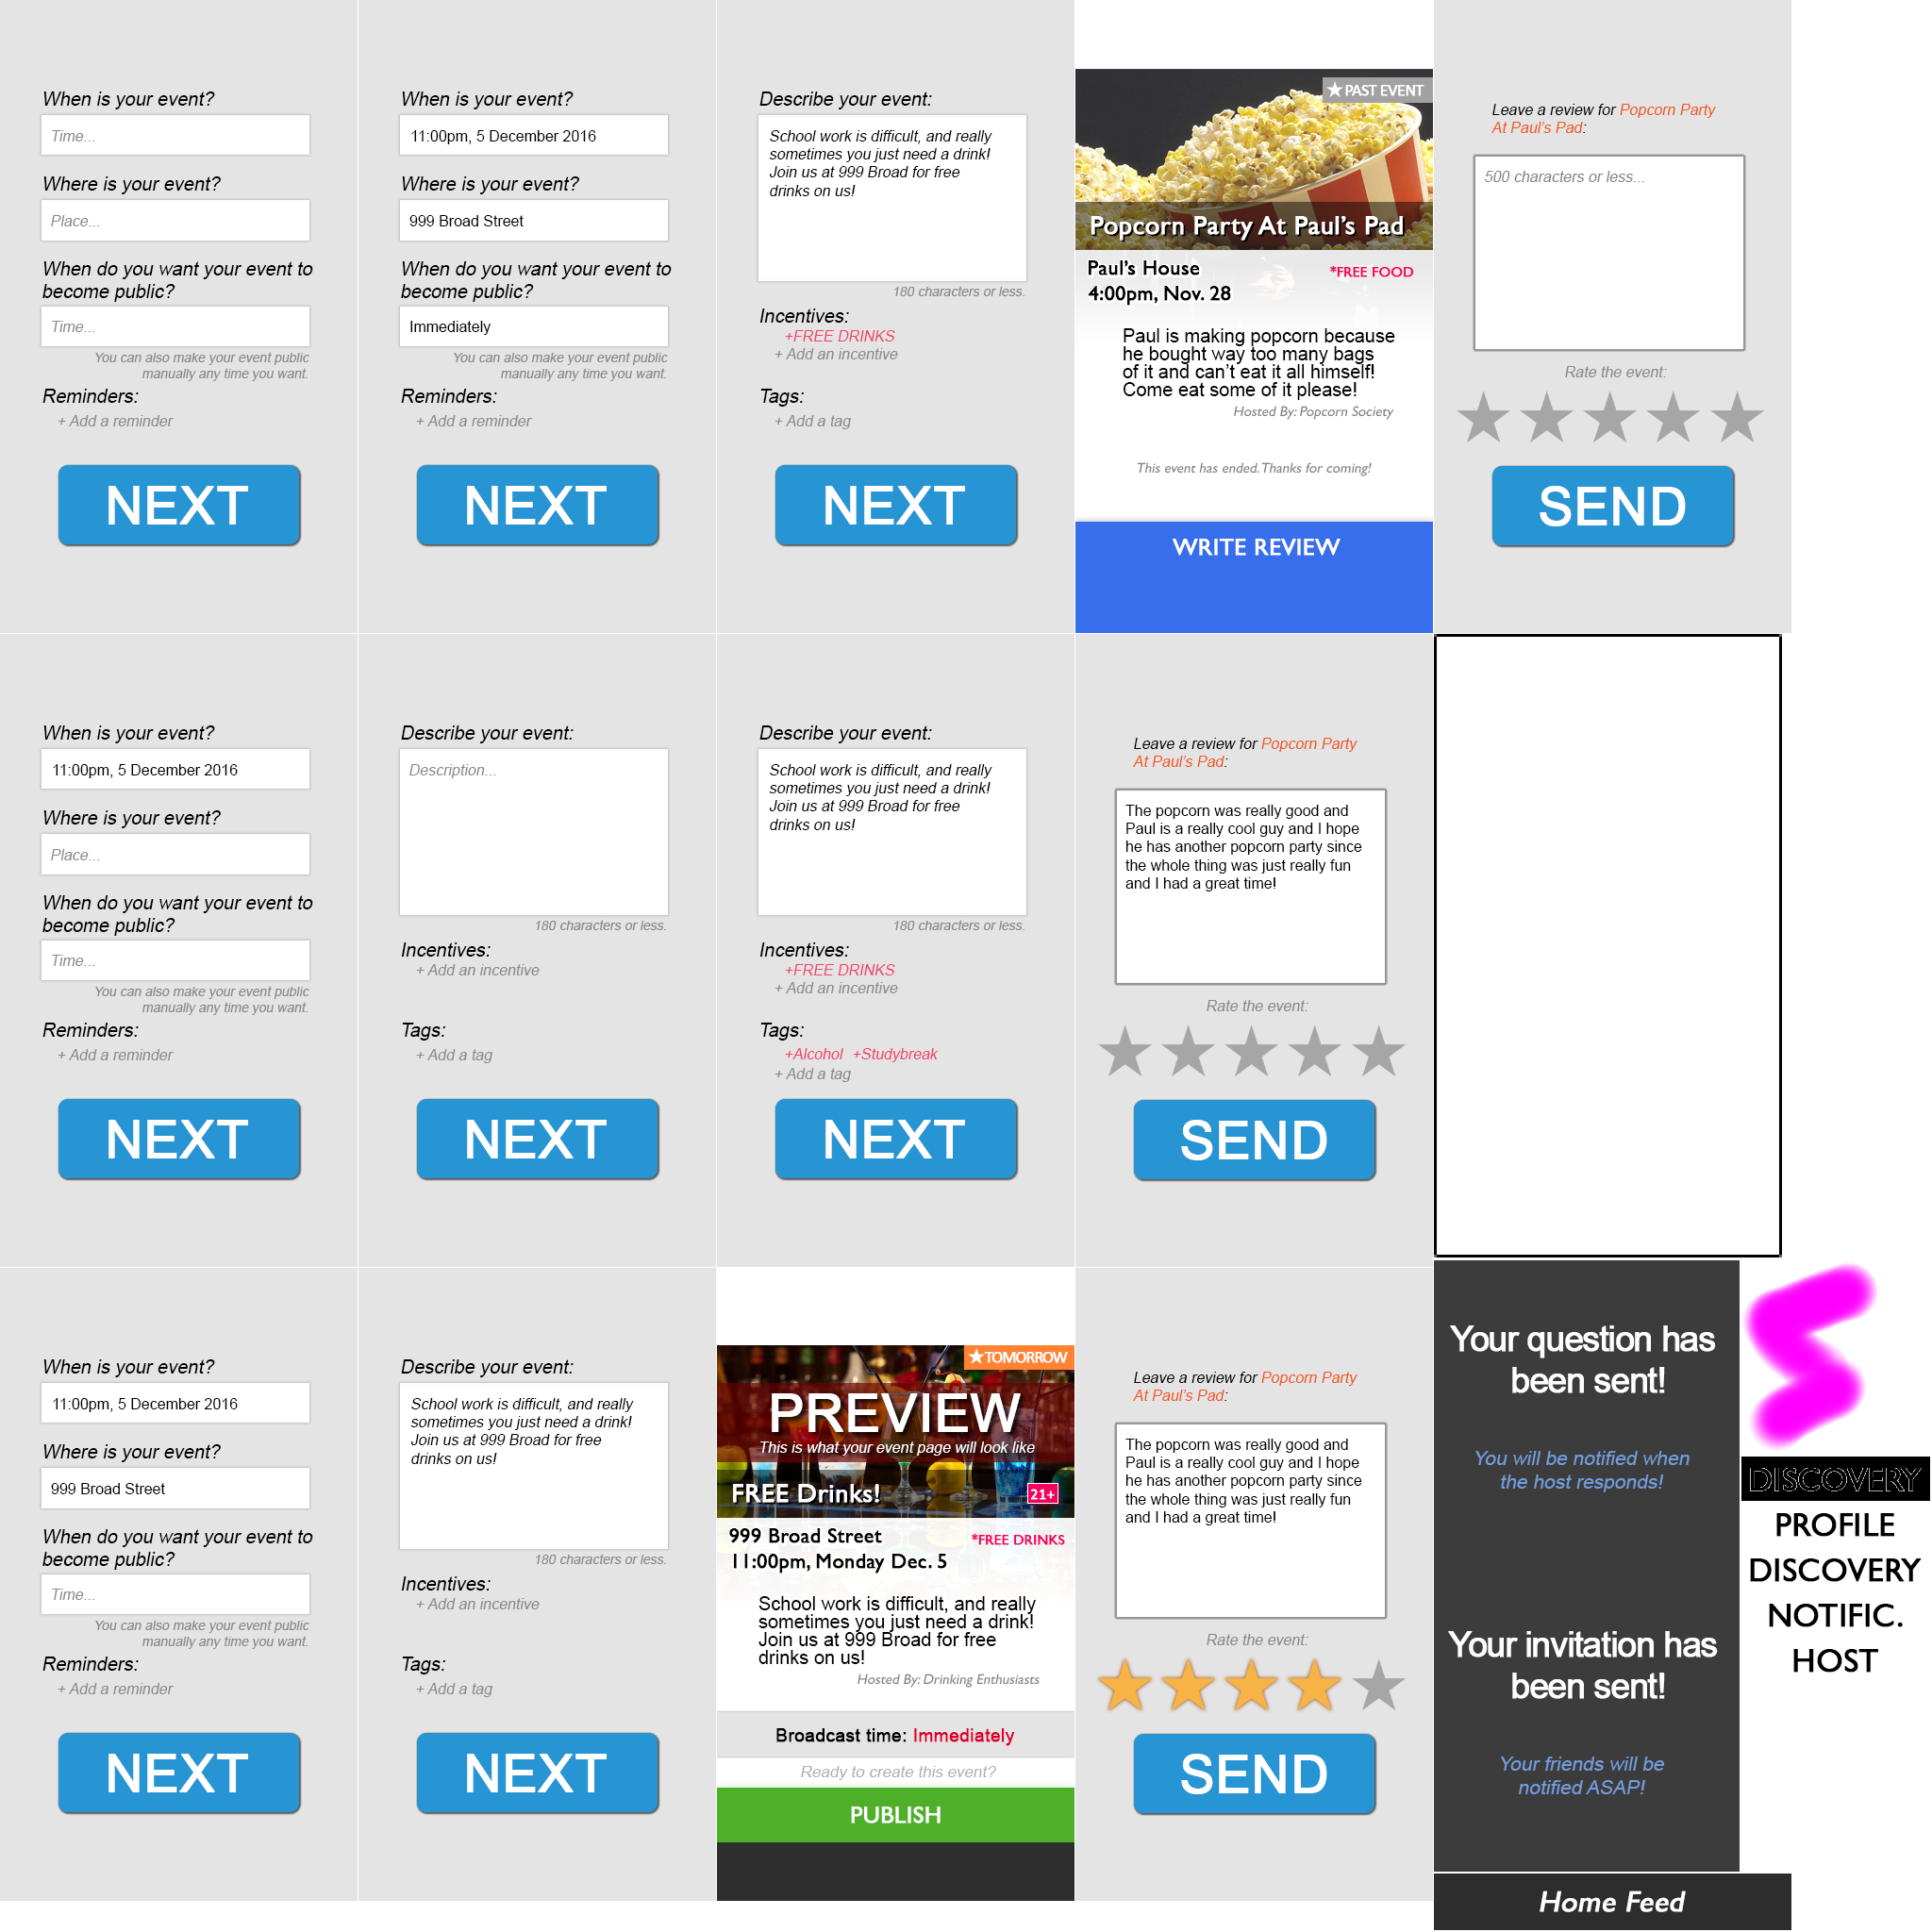 When is your event?
Time...
Where is your event?
Place...
When do you want your event to
become public?
Time...
You can also make your event public
manually any time you want.
Reminders:
+ Add a reminder
NEXT
When is your event?
11:00pm, 5 December 2016
Where is your event?
999 Broad Street
When do you want your event to
become public?
Immediately
You can also make your event public
manually any time you want.
Reminders:
+ Add a reminder
NEXT
Describe your event:
School work is difficult, and really
sometimes you just need a drink!
Join us at 999 Broad for free
drinks on us!
180 characters or less.
Incentives:
+FREE DRINKS
+ Add an incentive
Tags:
+ Add a tag
NEXT
★PAST EVENT
Popcorn Party At Paul's Pad
Paul's House
*FREE FOOD
4:00pm, Nov. 28
Paul is making popcorn because
he bought way too many bags
of it and can't eat it all himself!
Come eat some of it please!
Hosted By: Popcorn Society
This event has ended. Thanks for coming!
WRITE REVIEW
Leave a review for Popcorn Party
At Paul's Pad:
500 characters or less...
Rate the event:
SEND
When is your event?
11:00pm, 5 December 2016
Where is your event?
Place...
When do you want your event to
become public?
Time...
You can also make your event public
manually any time you want.
Reminders:
+ Add a reminder
NEXT
Describe your event:
Description...
180 characters or less.
Incentives:
+ Add an incentive
Tags:
+ Add a tag
NEXT
Describe your event:
School work is difficult, and really
sometimes you just need a drink!
Join us at 999 Broad for free
drinks on us!
180 characters or less.
Incentives:
+FREE DRINKS
+ Add an incentive
Tags:
+Alcohol +Studybreak
+ Add a tag
NEXT
Leave a review for Popcorn Party
At Paul's Pad:
The popcorn was really good and
Paul is a really cool guy and I hope
he has another popcorn party since
the whole thing was just really fun
and I had a great time!
Rate the event:
SEND
When is your event?
11:00pm, 5 December 2016
Where is your event?
999 Broad Street
When do you want your event to
become public?
Time...
You can also make your event public
manually any time you want.
Reminders:
+ Add a reminder
NEXT
Describe your event:
School work is difficult, and really
sometimes you just need a drink!
Join us at 999 Broad for free
drinks on us!
180 characters or less.
Incentives:
+ Add an incentive
Tags:
+ Add a tag
NEXT
★TOMORROW
PREVIEW
This is what your event page will look like
FREE Drinks!
21+
999 Broad Street
*FREE DRINKS
11:00pm, Monday Dec. 5
School work is difficult, and really
sometimes you just need a drink!
Join us at 999 Broad for free
drinks on us!
Hosted By: Drinking Enthusiasts
Broadcast time: Immediately
Ready to create this event?
PUBLISH
Leave a review for Popcorn Party
At Paul's Pad:
The popcorn was really good and
Paul is a really cool guy and I hope
he has another popcorn party since
the whole thing was just really fun
and I had a great time!
Rate the event:
SEND
Your question has
been sent!
You will be notified when
the host responds!
Your invitation has
been sent!
Your friends will be
notified ASAP!
Home Feed
DISCOVERY
PROFILE
DISCOVERY
NOTIFIC.
HOST